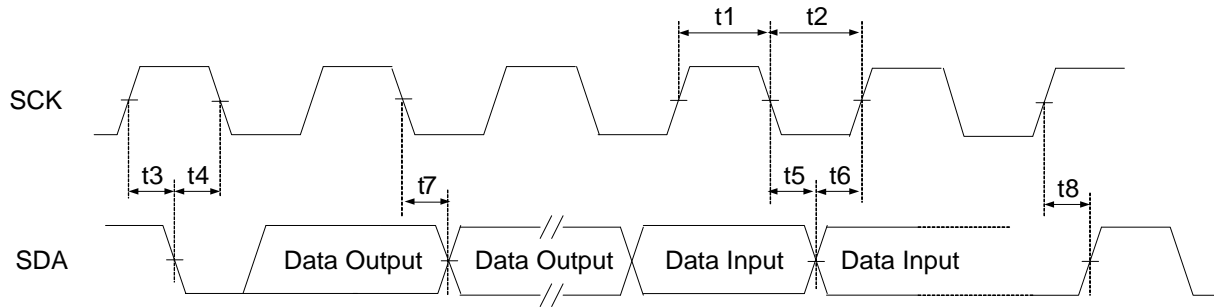 t1 t2
SCK
t3 t4 t7 t5 t6 t8
SDA Data Output Data Output Data Input Data Input